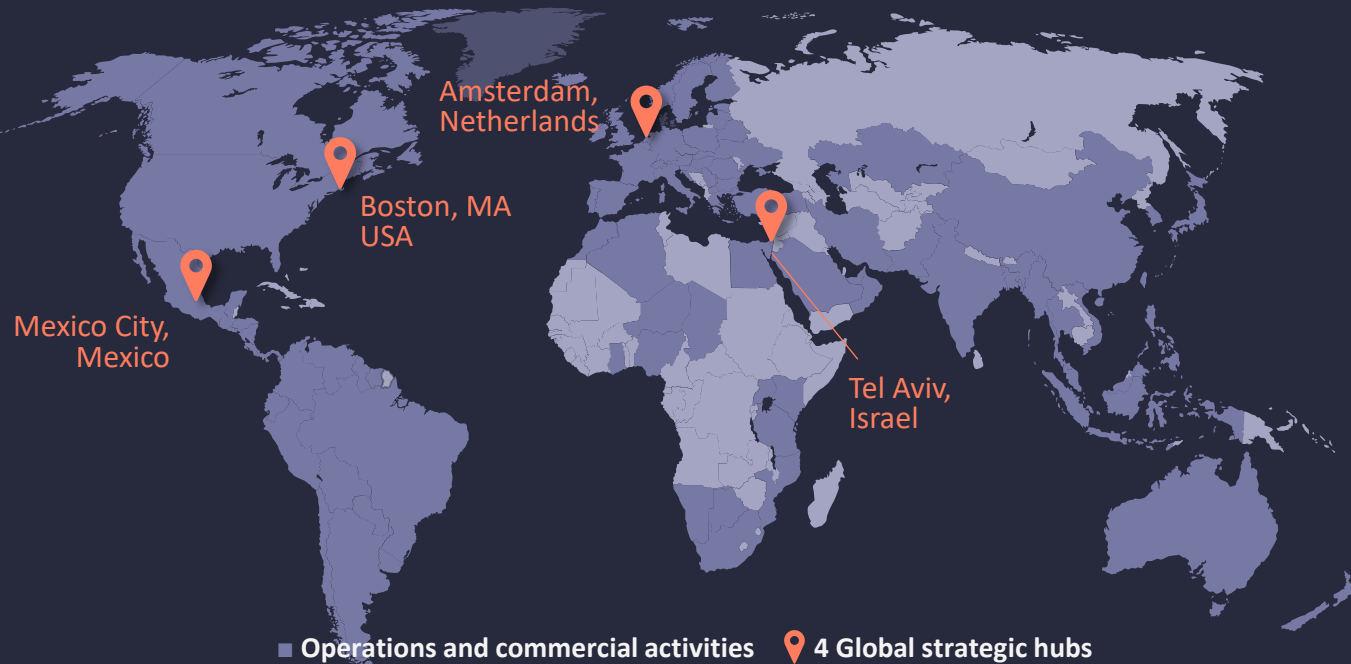 Amsterdam,
Netherlands
Boston, MA
USA
Mexico City,
Mexico
Tel Aviv,
Israel
Operations and commercial activities
4 Global strategic hubs